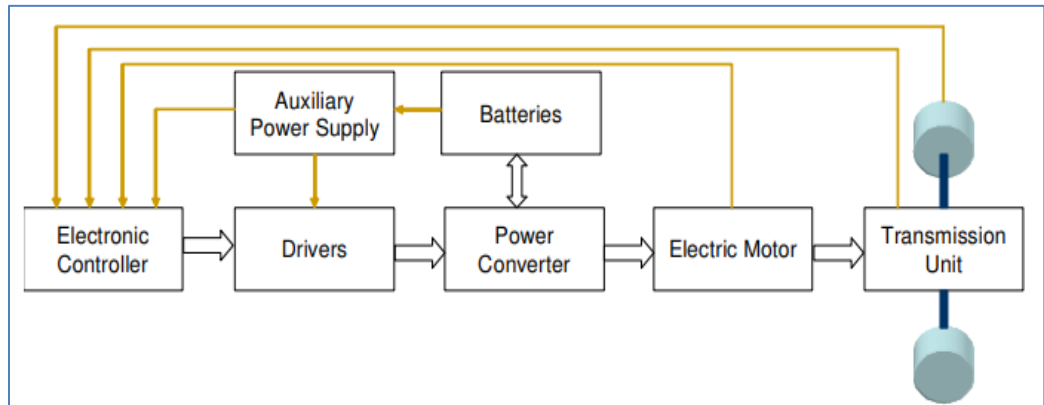 Auxiliary
Power Supply
Batteries
Electronic
Controller
Drivers
Power
Converter
Electric Motor
Transmission
Unit